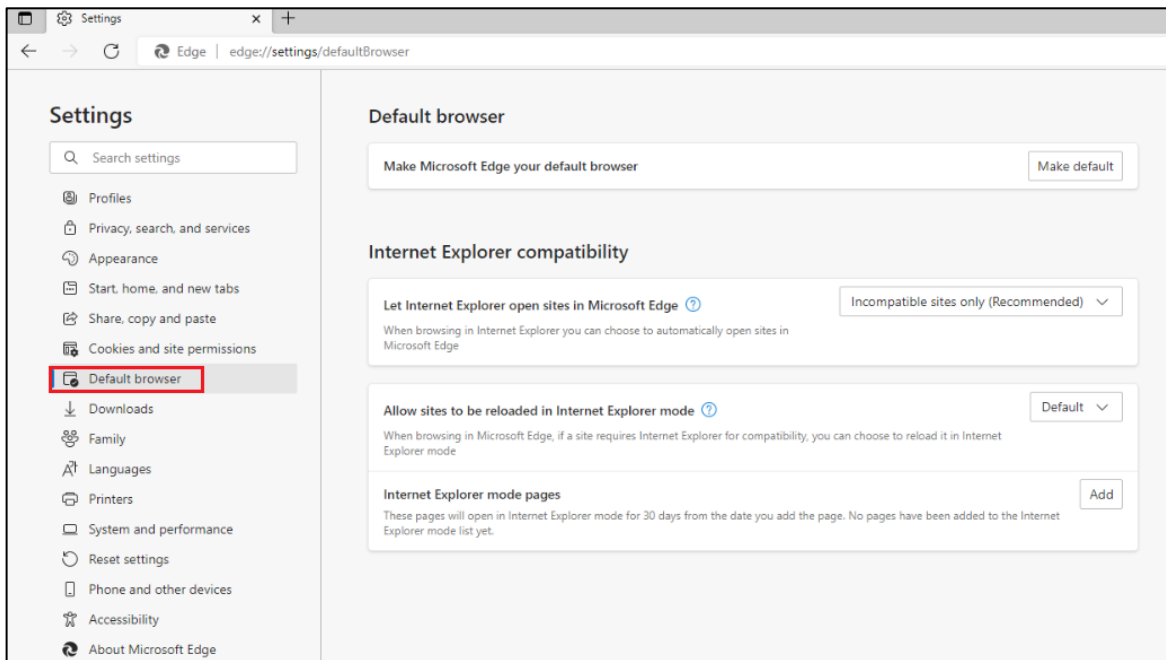 Settings
Edge | edge://settings/defaultBrowser
Settings
Search settings
Profiles
Privacy, search, and services
Appearance
Start, home, and new tabs
Share, copy and paste
Cookies and site permissions
Default browser
Downloads
Family
Languages
Printers
System and performance
Reset settings
Phone and other devices
Accessibility
About Microsoft Edge
Default browser
Make Microsoft Edge your default browser
Make default
Internet Explorer compatibility
Let Internet Explorer open sites in Microsoft Edge
Incompatible sites only (Recommended)
When browsing in Internet Explorer you can choose to automatically open sites in
Microsoft Edge
Allow sites to be reloaded in Internet Explorer mode
Default
When browsing in Microsoft Edge, if a site requires Internet Explorer for compatibility, you can choose to reload it in Internet
Explorer mode
Internet Explorer mode pages
Add
These pages will open in Internet Explorer mode for 30 days from the date you add the page. No pages have been added to the Internet
Explorer mode list yet.